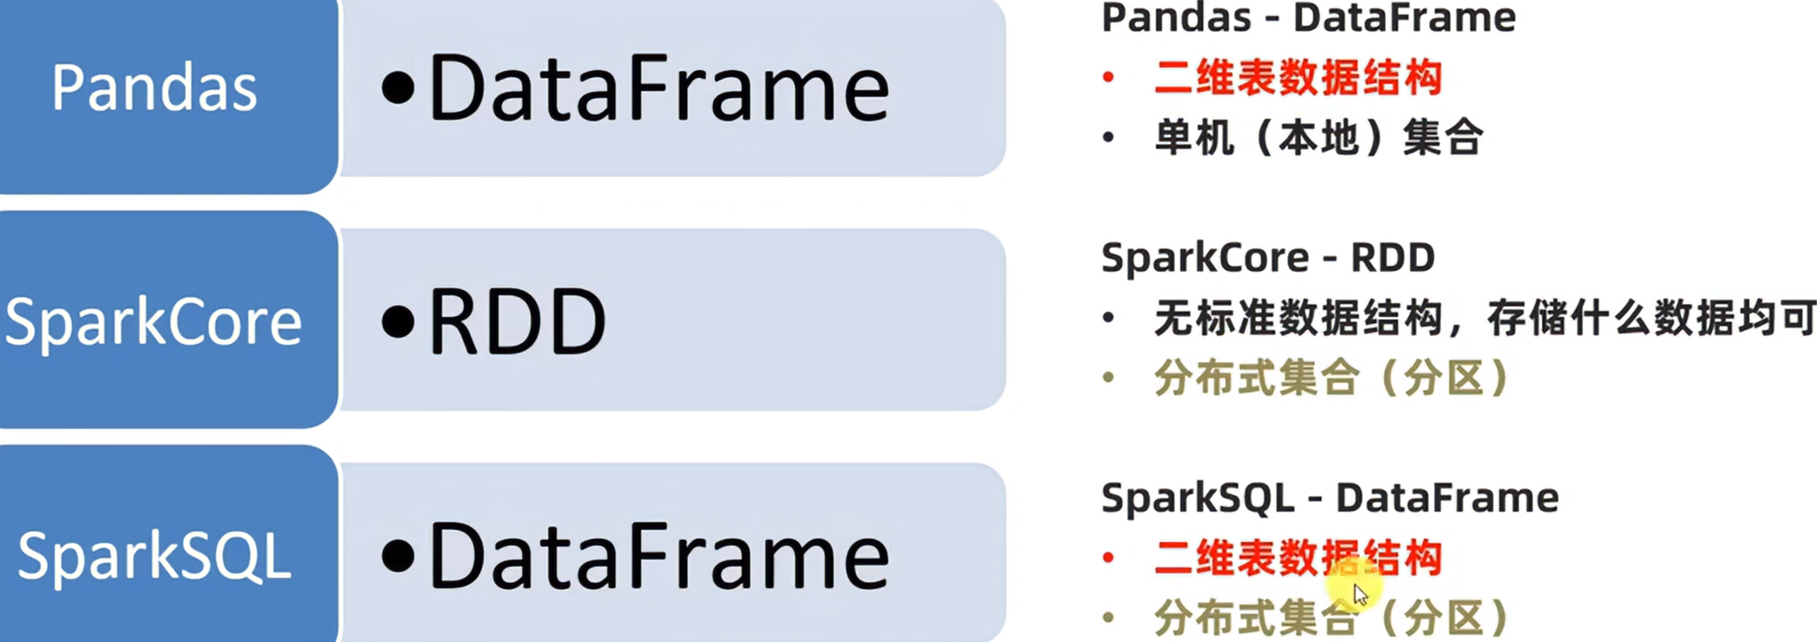 Pandas
•DataFrame
Pandas - DataFrame
• 二维表数据结构
• 单机（本地）集合
SparkCore
•RDD
SparkCore - RDD
• 无标准数据结构，存储什么数据均可
• 分布式集合（分区）
SparkSQL
•DataFrame
SparkSQL - DataFrame
• 二维表数据结构
• 分布式集合（分区）